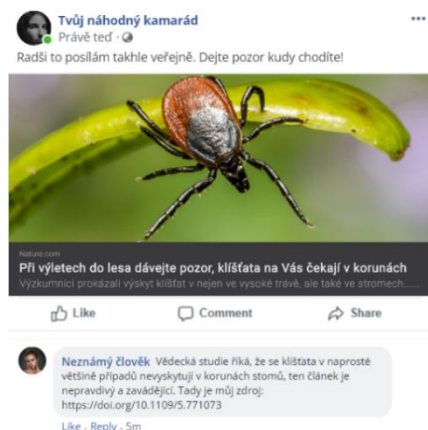 Tvůj náhodný kamarád
Právě teď ·
Radši to posílám takhle veřejně. Dejte pozor kudy chodíte!
Nature.com
Při výletech do lesa dávejte pozor, klíšťata na Vás čekají v korunách
Výzkumníci prokázali výskyt klíšťat v nejen ve vysoké trávě, ale také ve stromech......
Like
Comment
Share
Neznámý člověk Vědecká studie říká, že se klíšťata v naprosté
většině případů nevyskytují v korunách stomů, ten článek je
nepravdivý a zavádějící. Tady je můj zdroj:
https://doi.org/10.1109/5.771073
Like . Reply . 5m